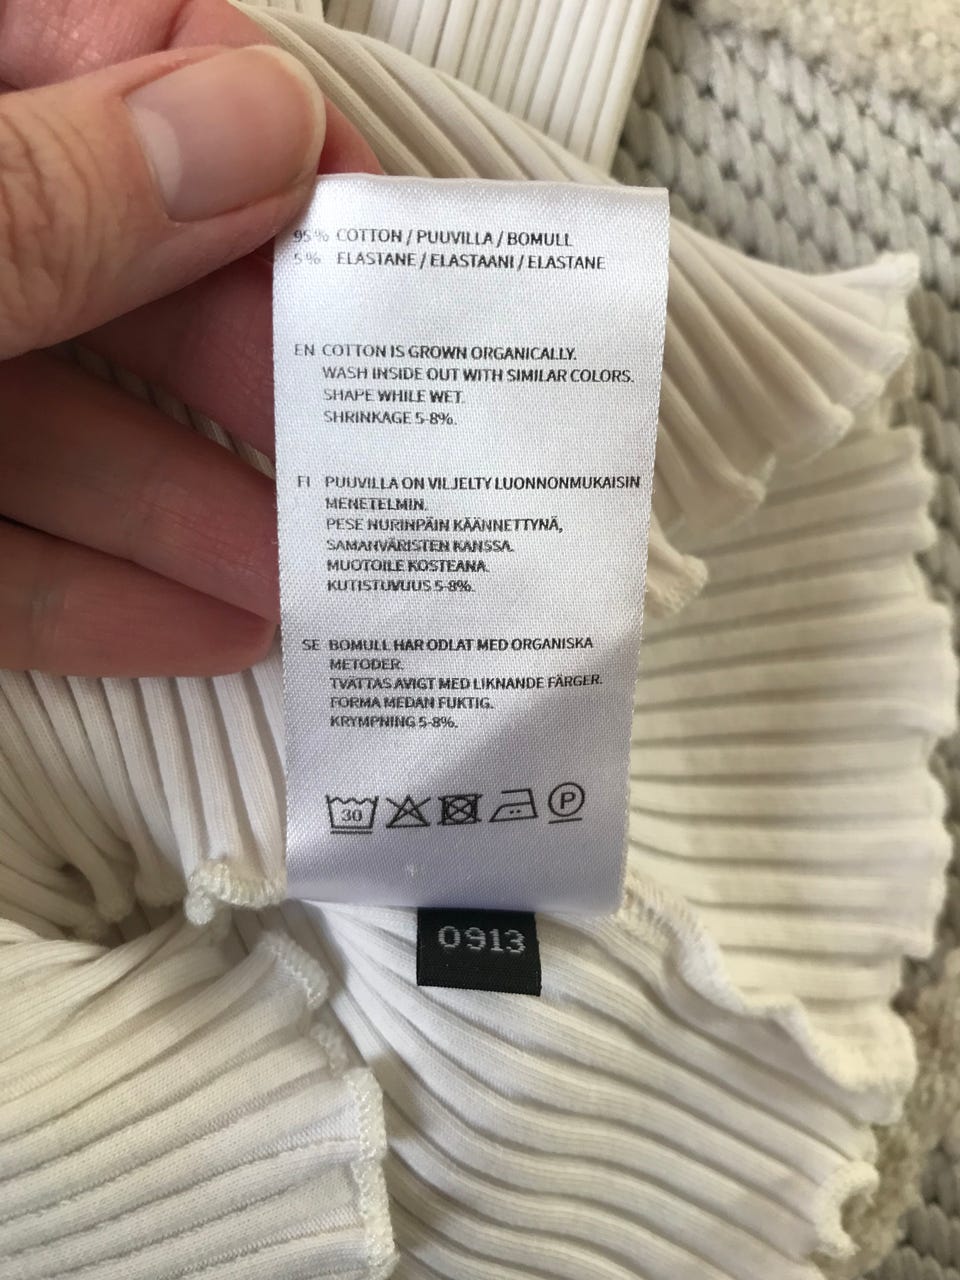 95% COTTON / PUUVILLA / BOMULL
5% ELASTANE / ELASTAANI / ELASTANE
EN COTTON IS GROWN ORGANICALLY.
WASH INSIDE OUT WITH SIMILAR COLORS.
SHAPE WHILE WET.
SHRINKAGE 5-8%.
FI PUUVILLA ON VILJELTY LUONNONMUKAISIN
MENETELMIN.
PESE NURINPÄIN KÄÄNNETTYNÄ,
SAMANVÄRISTEN KANSSA.
MUOTOILE KOSTEANA.
KUTISTUVUUS 5-8%.
SE BOMULL HAR ODLAT MED ORGANISKA
METODER.
TVÄTTAS AVIGT MED LIKNANDE FÄRGER.
FORMA MEDAN FUKTIG.
KRYMPNING 5-8%.
30 P
0913